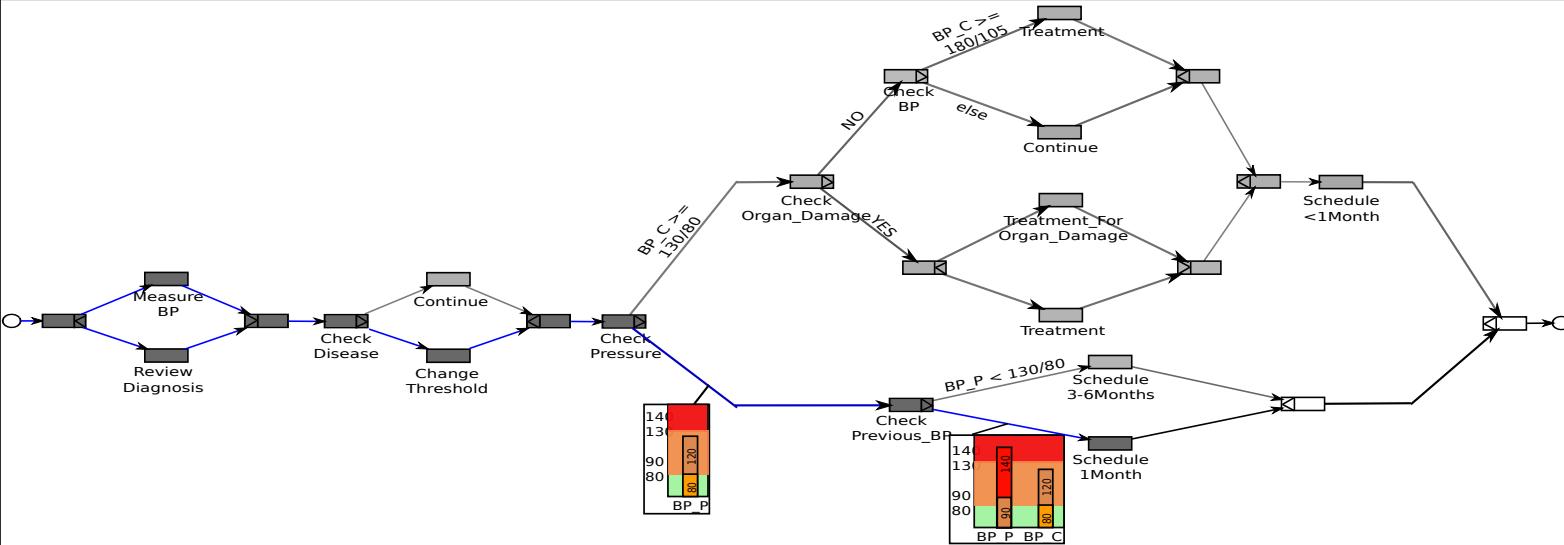 BP_C >=
180/105
Treatment
Check
BP
else
Continue
NO
Check
Organ_Damage
YES
Treatment_For
Organ_Damage
Treatment
Schedule
<1Month
BP_C >=
130/80
Measure
BP
Review
Diagnosis
Check
Disease
Continue
Change
Threshold
Check
Pressure
140
130
90
80
120
80
BP_P
Check
Previous_BP
BP_P < 130/80
Schedule
3-6Months
Schedule
1Month
140
130
90
80
140
90
120
80
BP_P BP_C